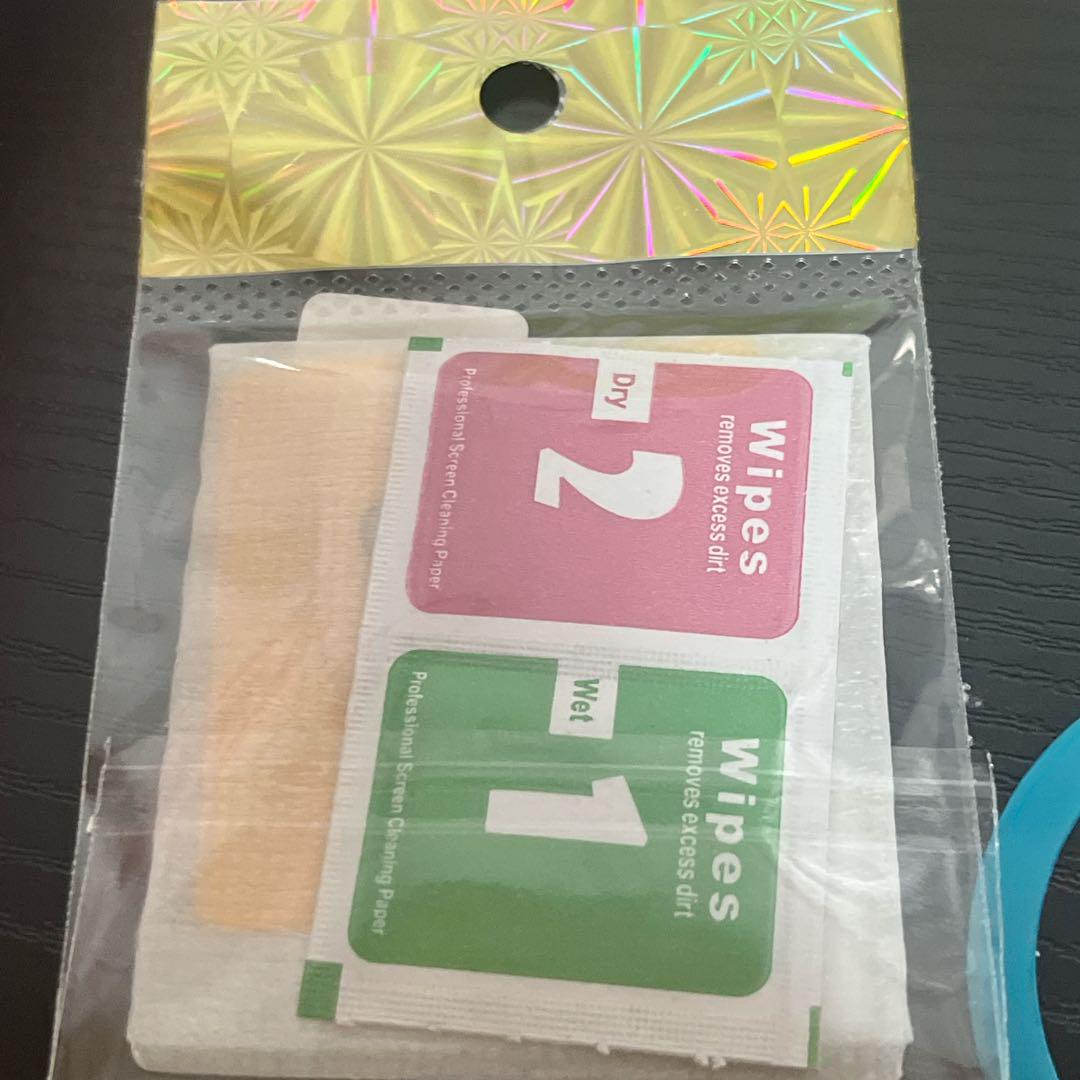 Wipes
removes excess dirt
Dry
2
Professional Screen Cleaning Paper
Wipes
removes excess dirt
Wet
1
Professional Screen Cleaning Paper